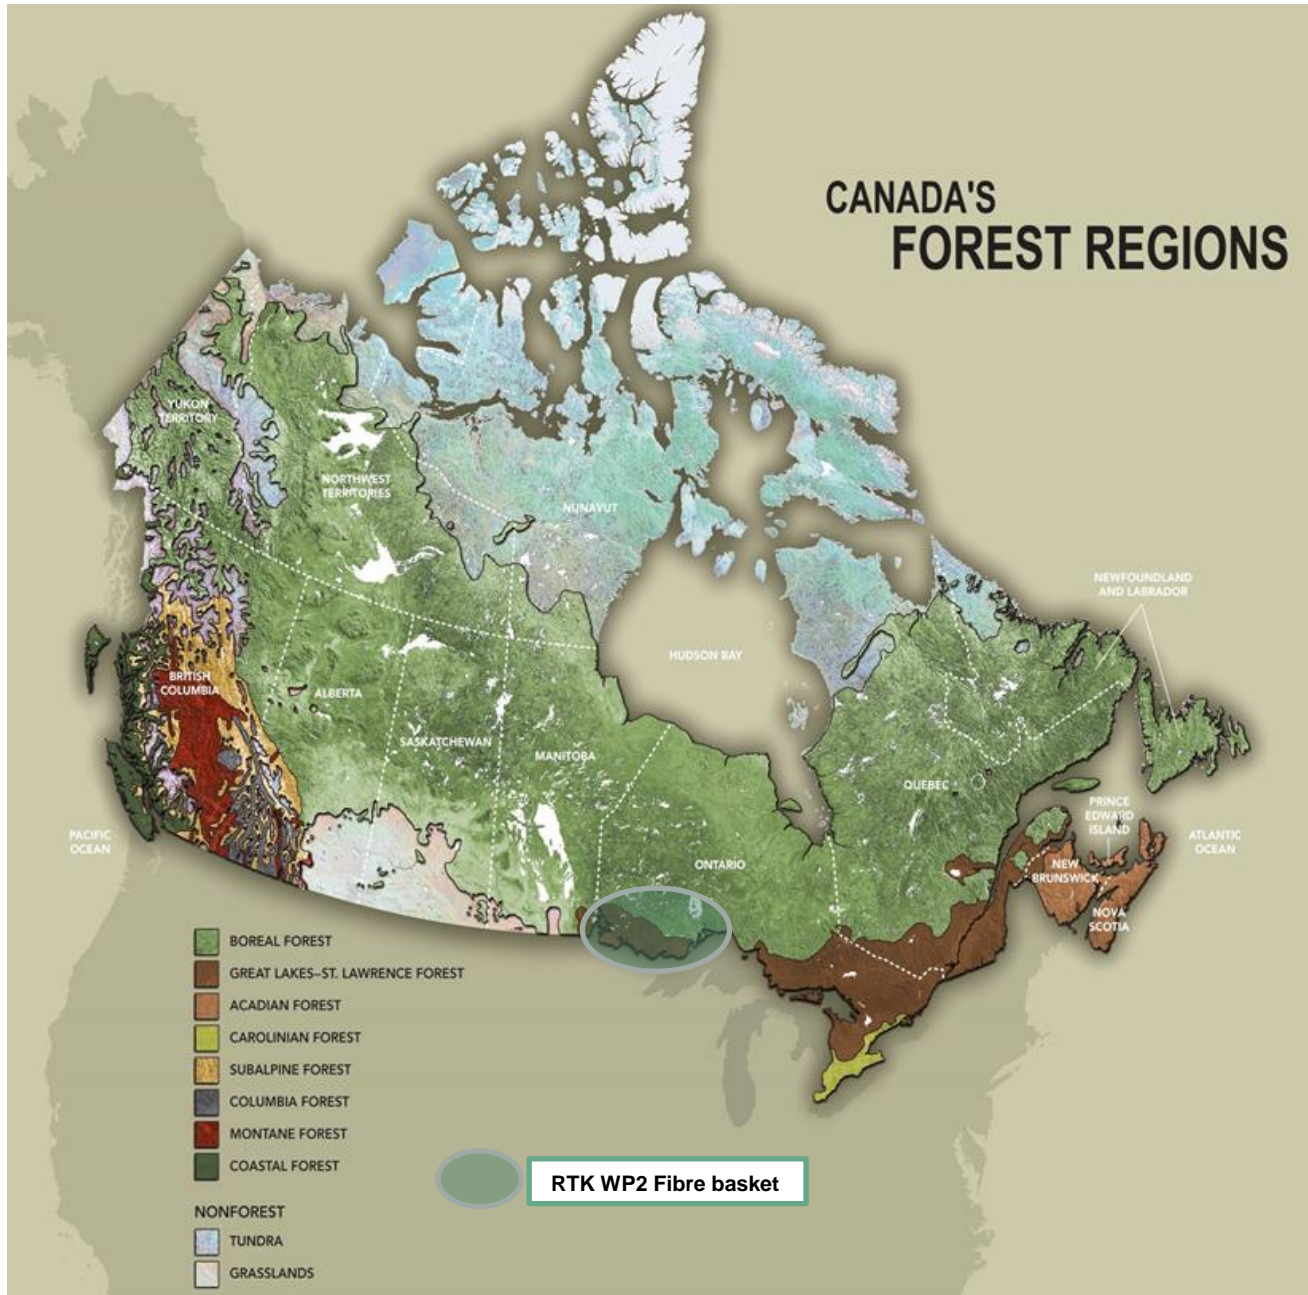 CANADA'S
FOREST REGIONS
YUKON
TERRITORY
NORTHWEST
TERRITORIES
NUNAVUT
NEWFOUNDLAND
AND LABRADOR
HUDSON BAY
BRITISH
COLUMBIA
ALBERTA
SASKATCHEWAN
MANITOBA
QUEBEC
PRINCE
EDWARD
ISLAND
PACIFIC
OCEAN
ATLANTIC
OCEAN
ONTARIO
NEW
BRUNSWICK
NOVA
SCOTIA
BOREAL FOREST
GREAT LAKES–ST. LAWRENCE FOREST
ACADIAN FOREST
CAROLINIAN FOREST
SUBALPINE FOREST
COLUMBIA FOREST
MONTANE FOREST
COASTAL FOREST
RTK WP2 Fibre basket
NONFOREST
TUNDRA
GRASSLANDS